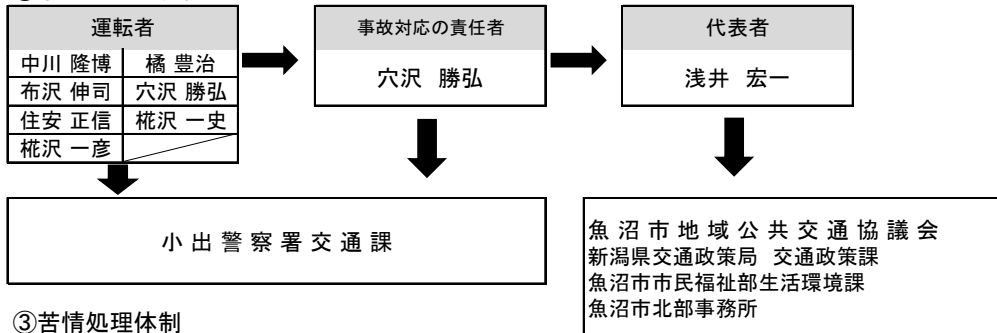 運転者
中川 隆博 橘 豊治
布沢 伸司 穴沢 勝弘
住安 正信 椛沢 一史
椛沢 一彦
事故対応の責任者
穴沢 勝弘
代表者
浅井 宏一
小出警察署交通課
魚沼市地域公共交通協議会
新潟県交通政策局 交通政策課
魚沼市市民福祉部生活環境課
魚沼市北部事務所
③苦情処理体制